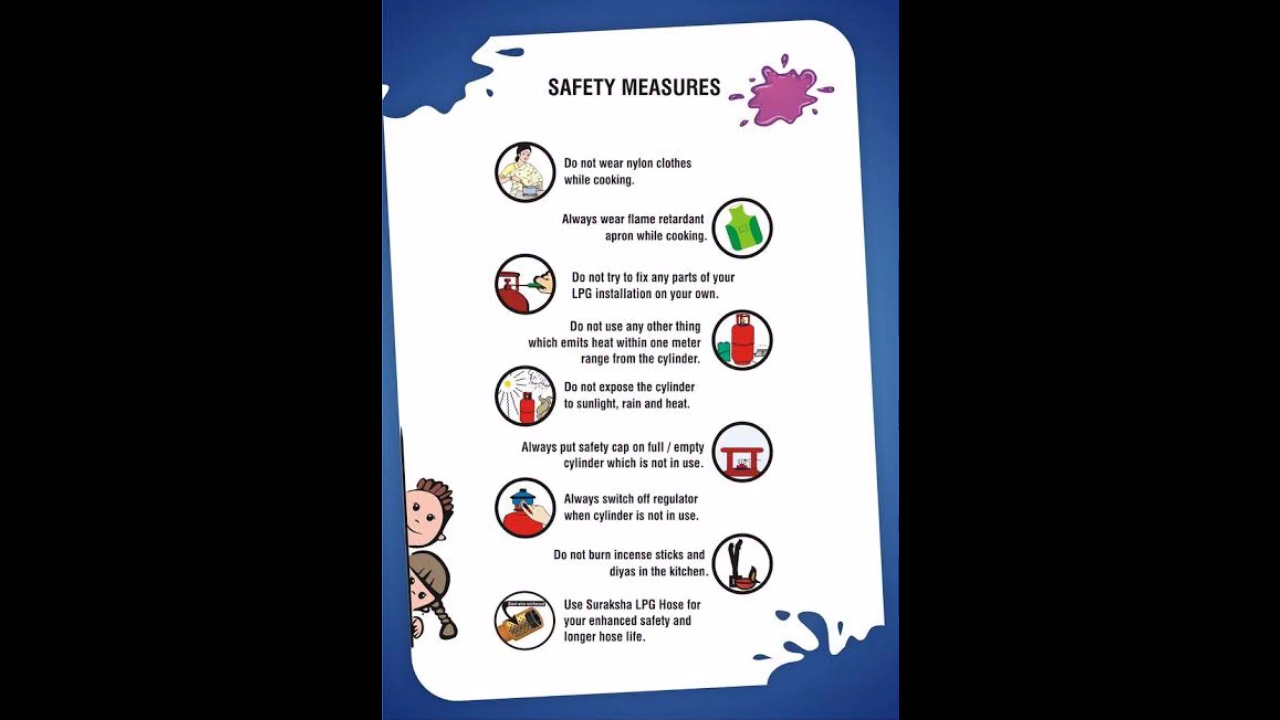 SAFETY MEASURES
Do not wear nylon clothes
while cooking.
Always wear flame retardant
apron while cooking.
Do not try to fix any parts of your
LPG installation on your own.
Do not use any other thing
which emits heat within one meter
range from the cylinder.
Do not expose the cylinder
to sunlight, rain and heat.
Always put safety cap on full / empty
cylinder which is not in use.
Always switch off regulator
when cylinder is not in use.
Do not burn incense sticks and
diyas in the kitchen.
Use Suraksha LPG Hose for
your enhanced safety and
longer hose life.